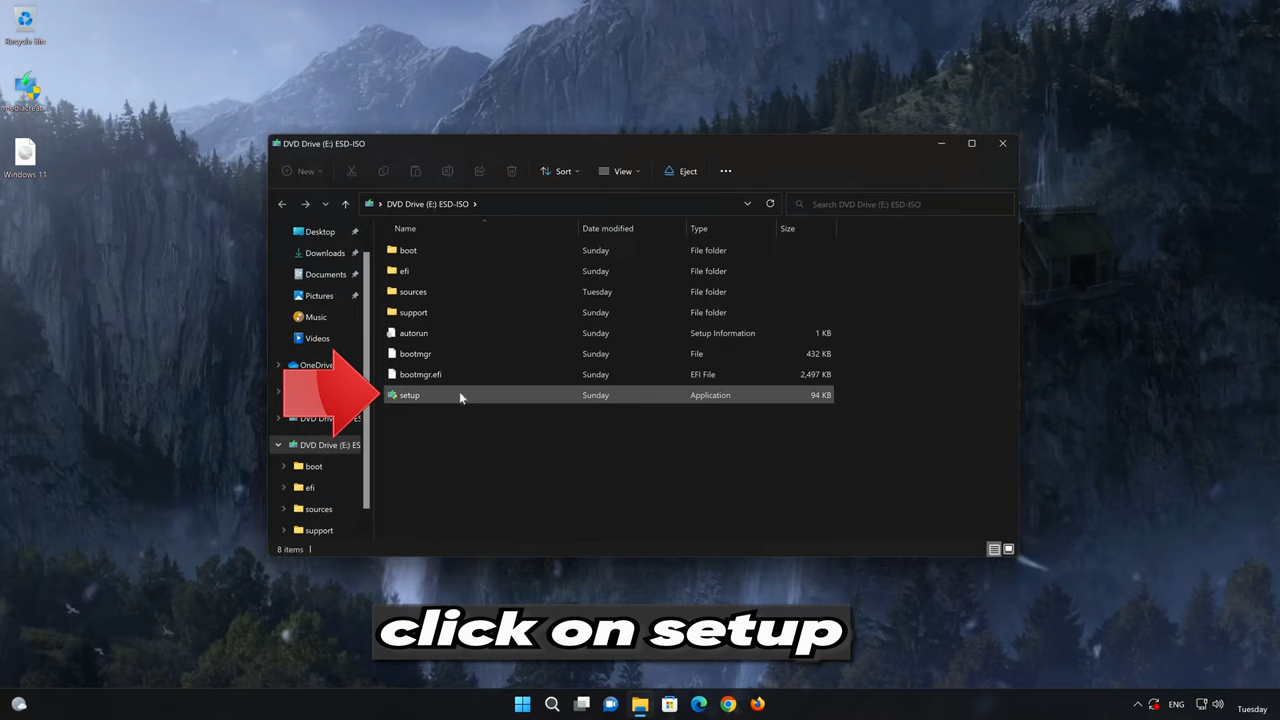 Recycle Bin
mediacreat...
Windows 11
DVD Drive (E:) ESD-ISO
New
Sort
View
Eject
DVD Drive (E:) ESD-ISO
Search DVD Drive (E:) ESD-ISO
Name Date modified Type Size
boot Sunday File folder
efi Sunday File folder
sources Tuesday File folder
support Sunday File folder
autorun Sunday Setup Information 1 KB
bootmgr Sunday File 432 KB
bootmgr.efi Sunday EFI File 2,497 KB
setup Sunday Application 94 KB
Desktop
Downloads
Documents
Pictures
Music
Videos
OneDrive
DVD Driv (E:) ES
DVD Drive (E:) ES
boot
efi
sources
support
8 items
click on setup
ENG
Tuesday